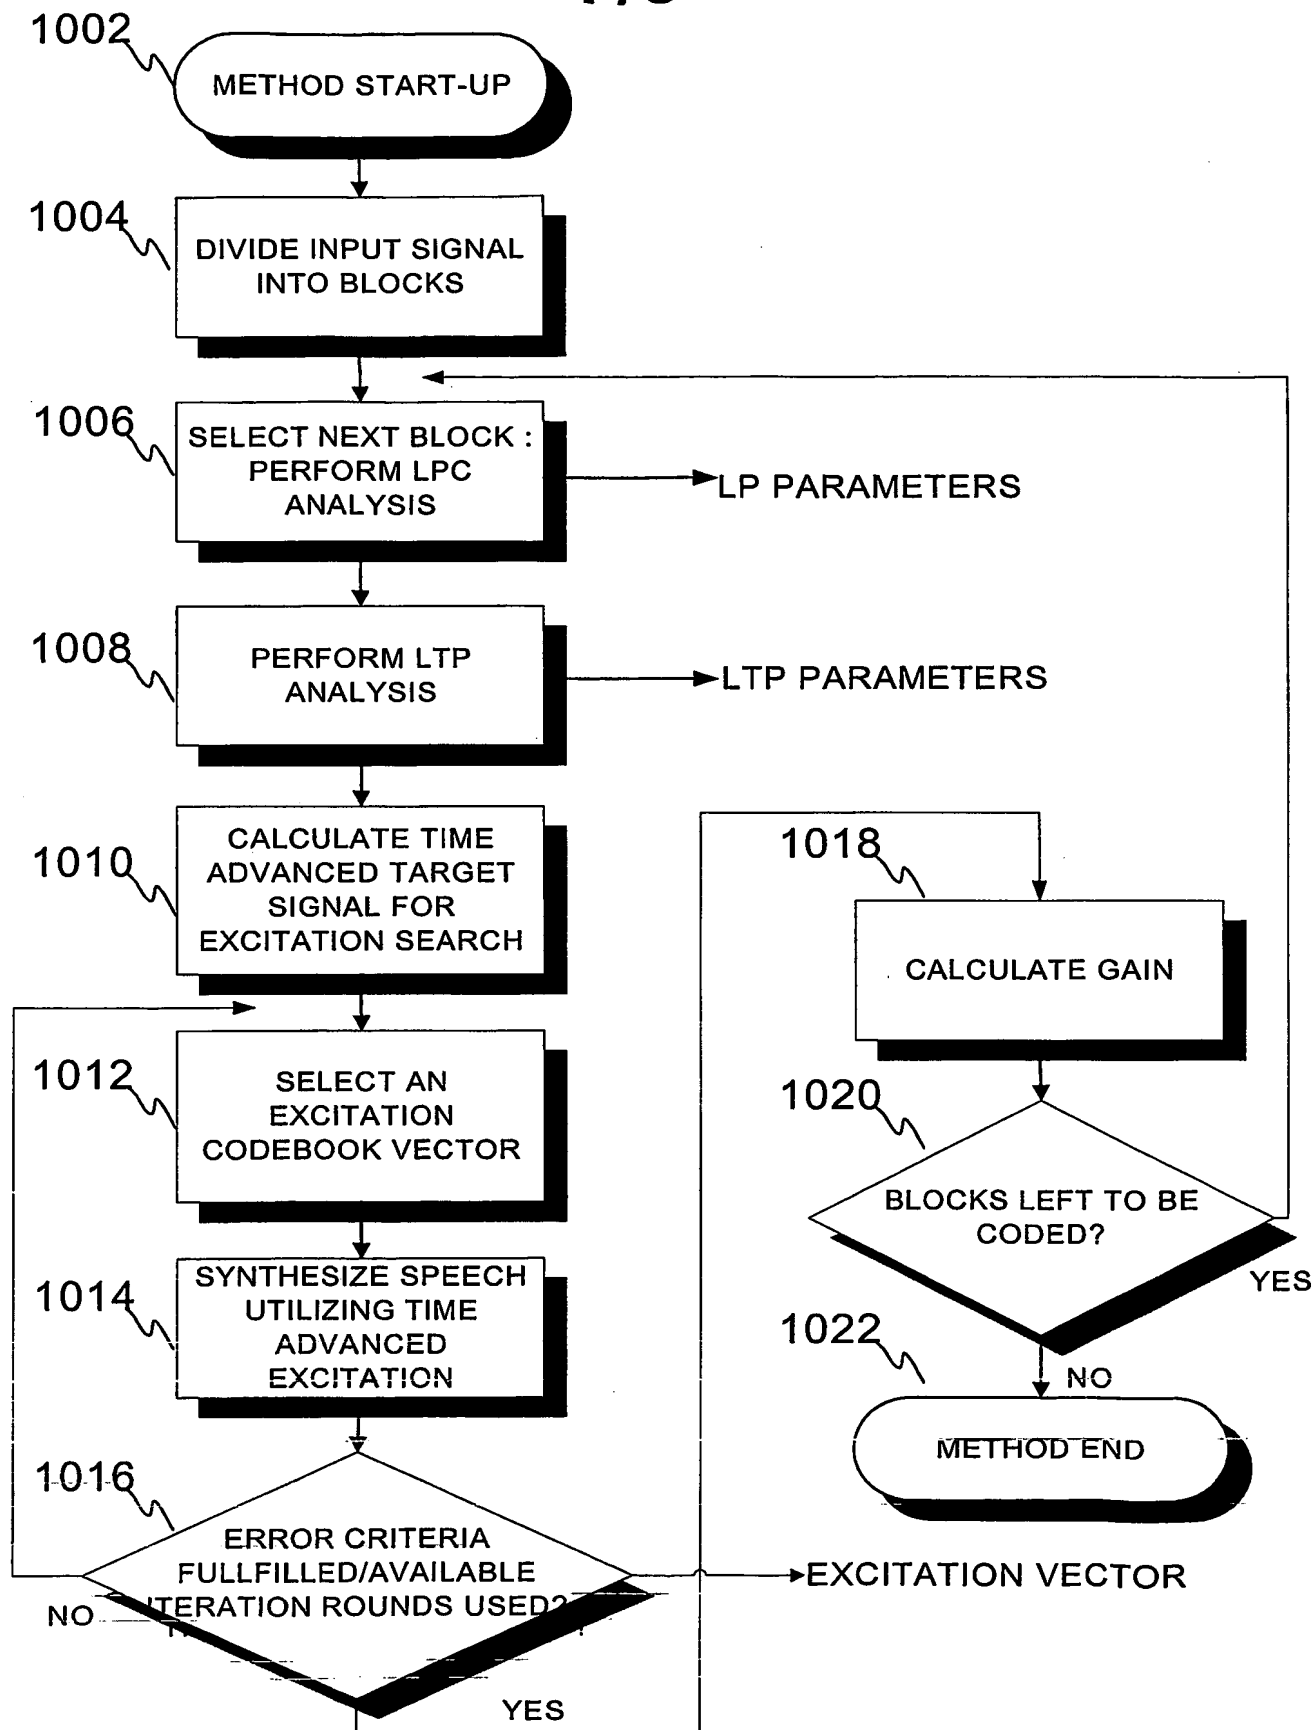 1002
METHOD START-UP
1004
DIVIDE INPUT SIGNAL
INTO BLOCKS
1006
SELECT NEXT BLOCK :
PERFORM LPC
ANALYSIS
LP PARAMETERS
1008
PERFORM LTP
ANALYSIS
LTP PARAMETERS
1010
CALCULATE TIME
ADVANCED TARGET
SIGNAL FOR
EXCITATION SEARCH
1012
SELECT AN
EXCITATION
CODEBOOK VECTOR
1014
SYNTHESIZE SPEECH
UTILIZING TIME
ADVANCED
EXCITATION
1016
ERROR CRITERIA
FULLFILLED/AVAILABLE
ITERATION ROUNDS USED?
NO
YES
EXCITATION VECTOR
1018
CALCULATE GAIN
1020
BLOCKS LEFT TO BE
CODED?
YES
NO
1022
METHOD END